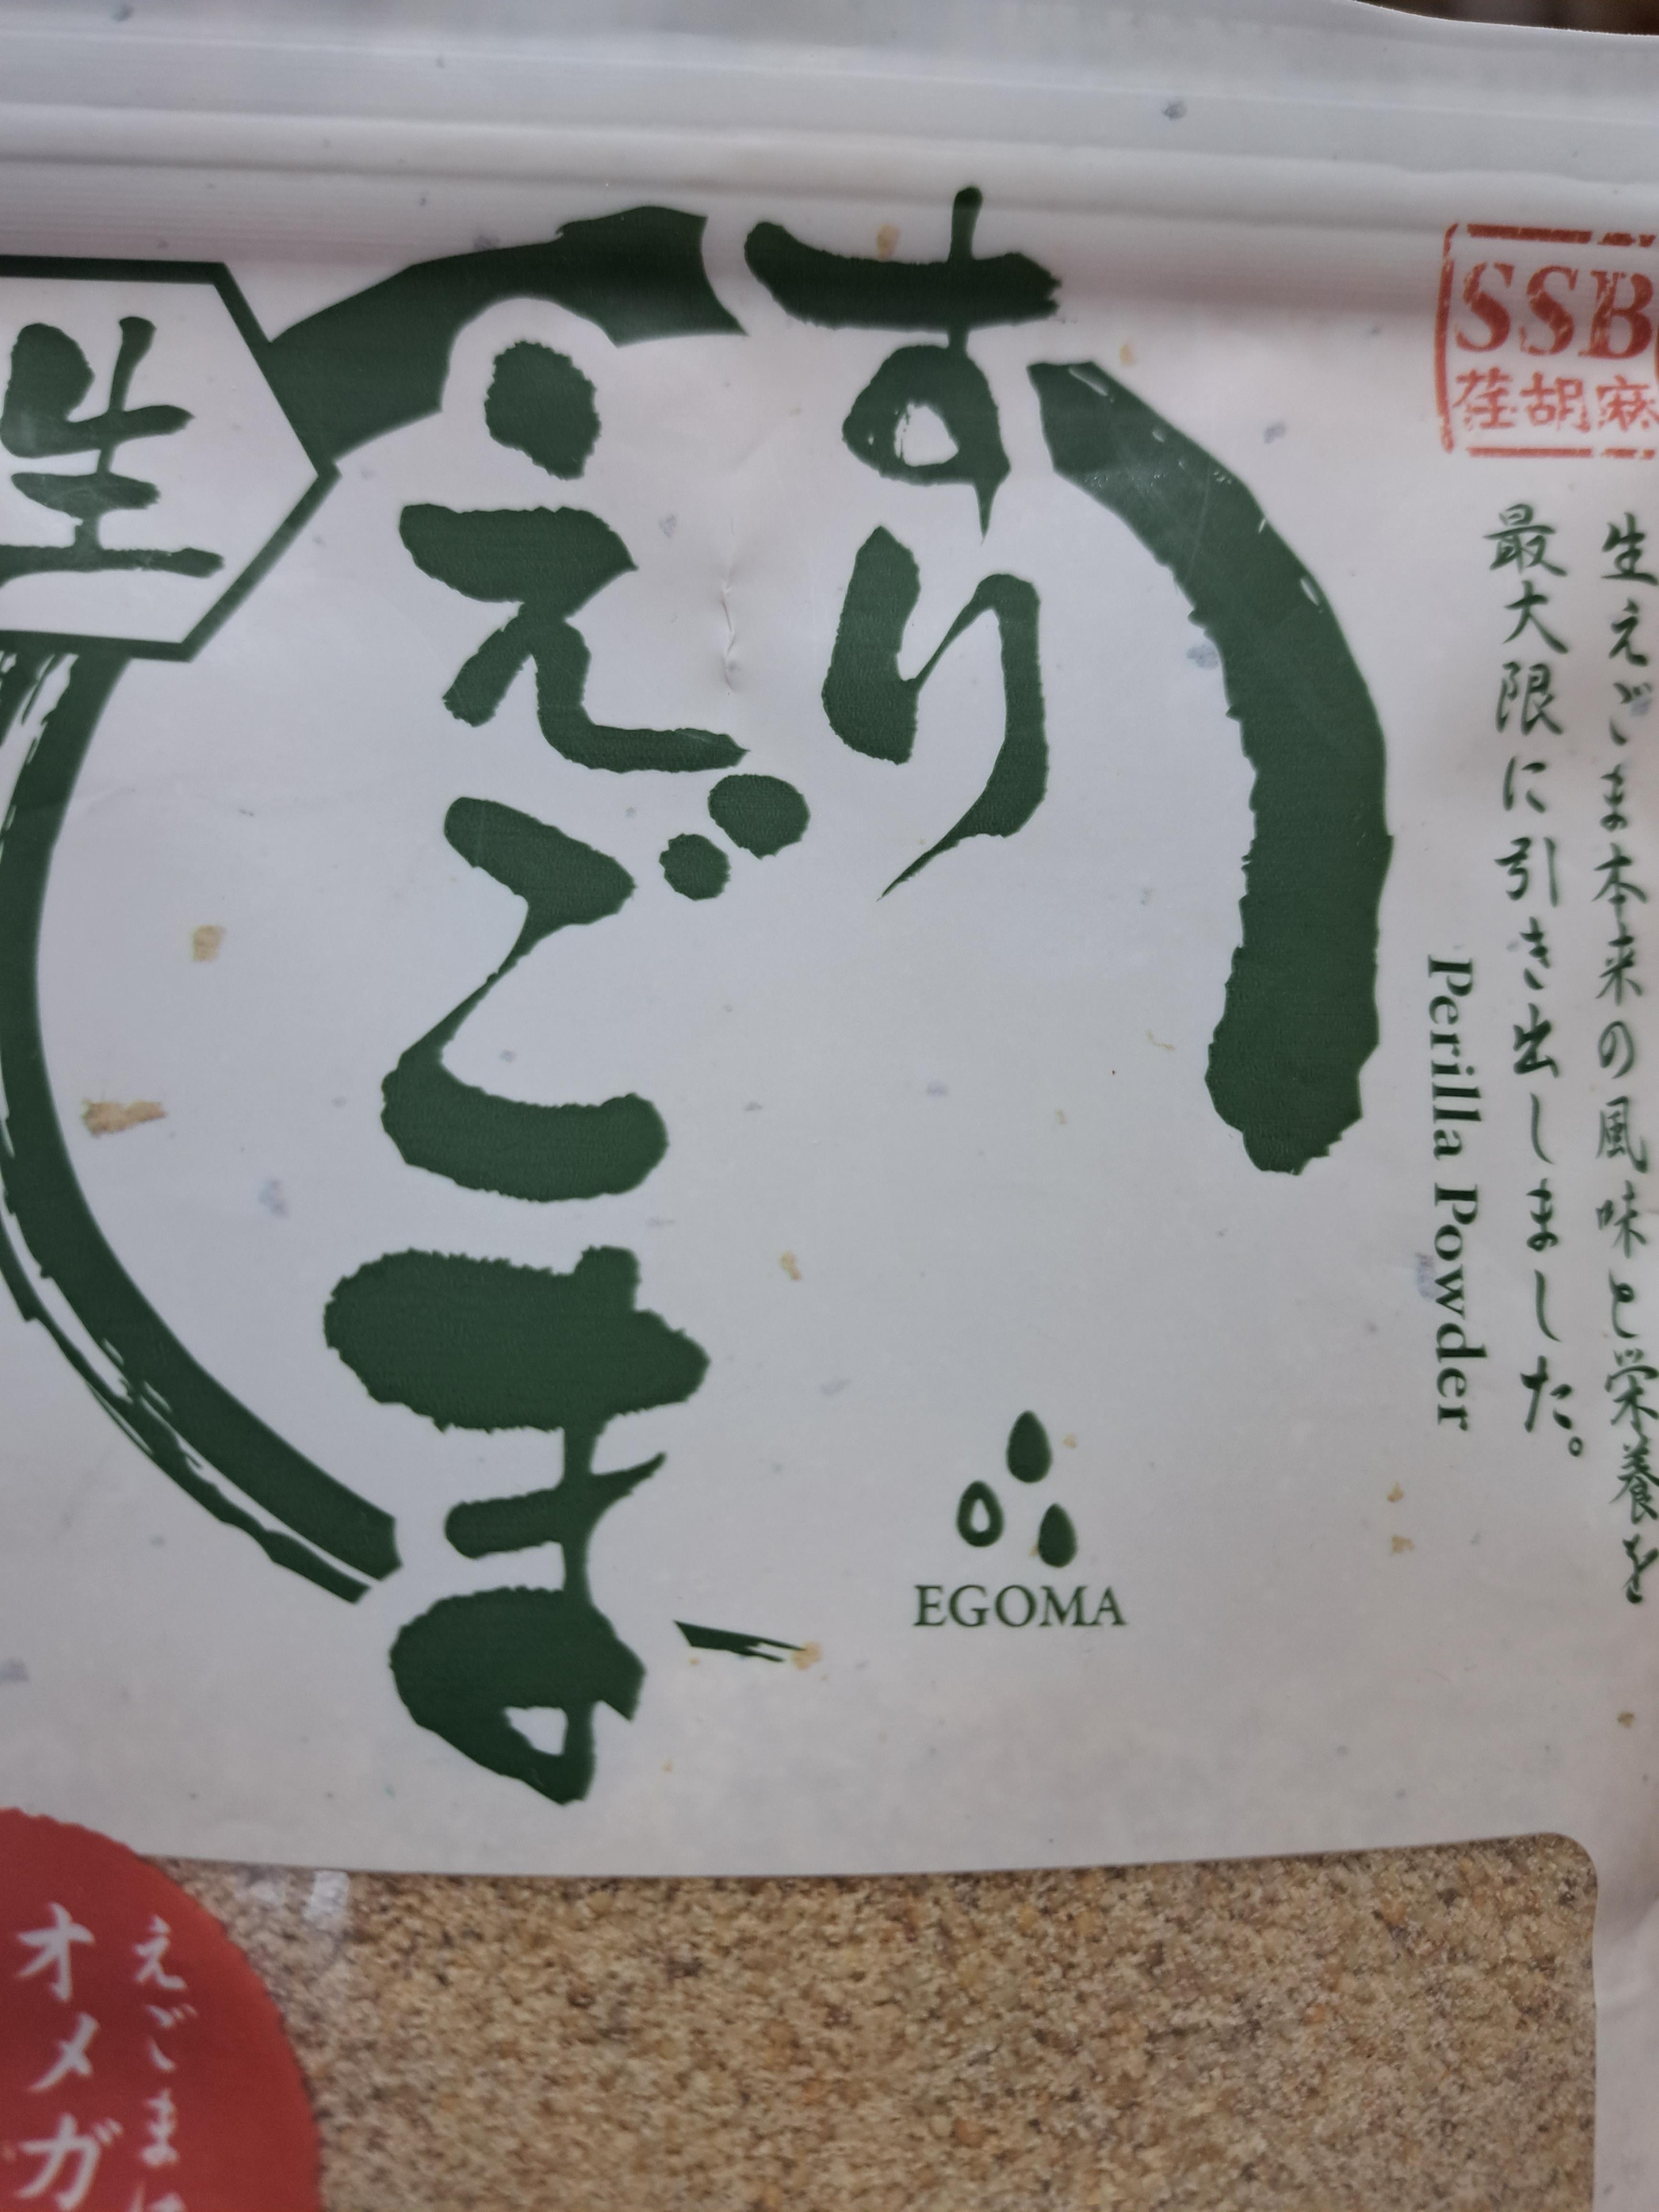 SSB
荏胡麻
生えごま本来の風味と栄養を
最大限に引き出しました。
Perilla Powder
すり
えごま
生
EGOMA
えごまに
オメガ